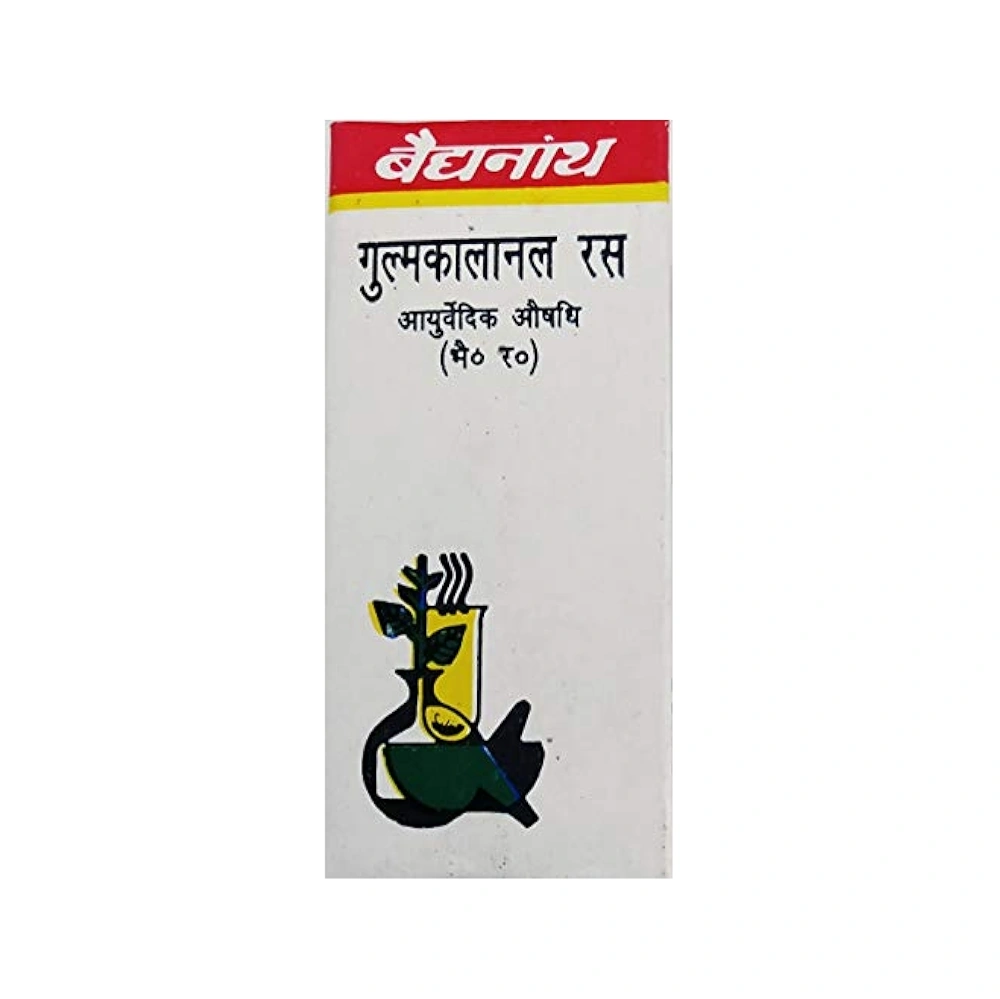 बैद्यनाथ
गुल्मकालानल रस
आयुर्वेदिक औषधि
(भै० र०)